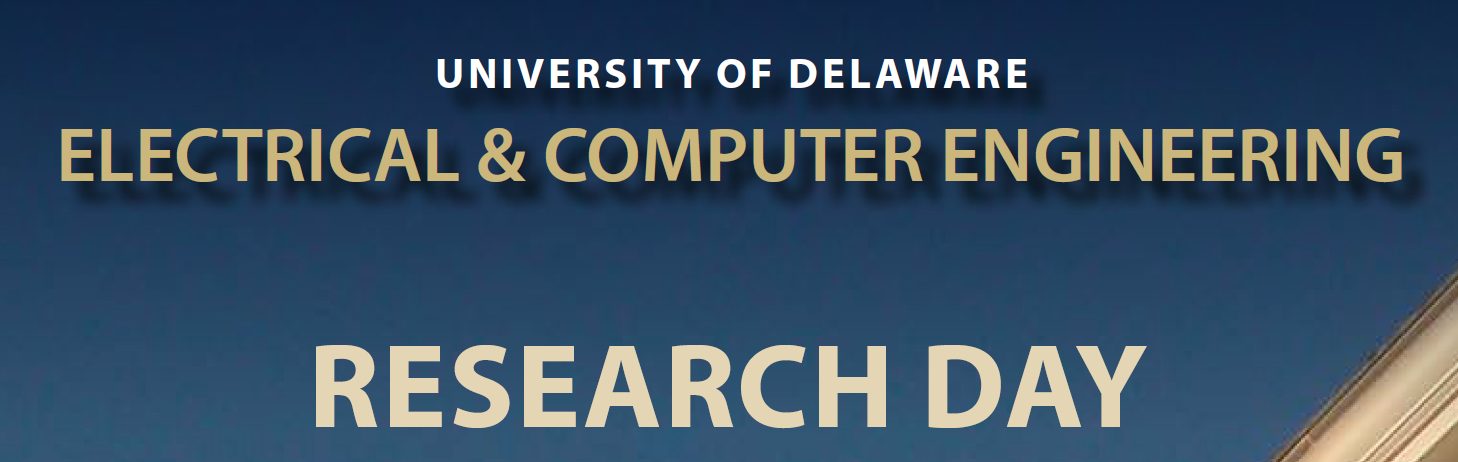 UNIVERSITY OF DELAWARE
ELECTRICAL & COMPUTER ENGINEERING
RESEARCH DAY